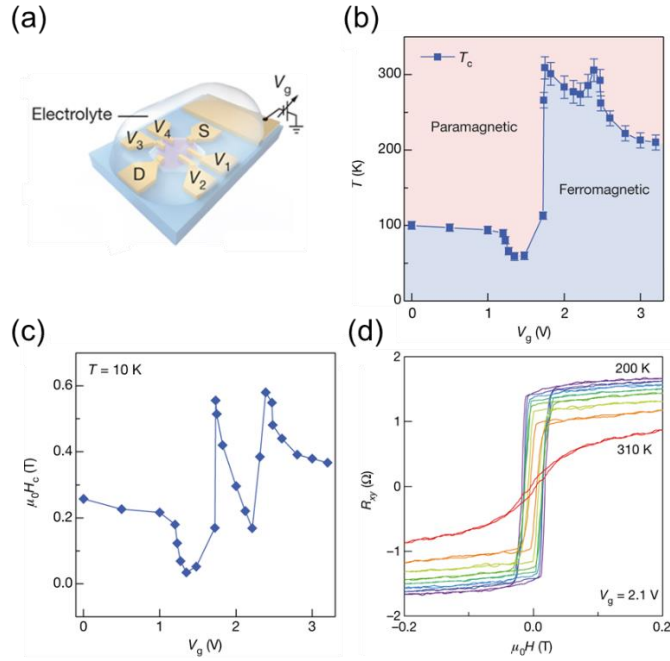 (a)
Electrolyte
Vg
V4
S
V3
V1
D
V2
(b)
Tc
300
200
100
0
T (K)
Paramagnetic
Ferromagnetic
0 1 2 3
Vg (V)
(c)
T = 10 K
0.6
0.4
0.2
0.0
μ0Hc (T)
0 1 2 3
Vg (V)
(d)
2
1
0
−1
−2
Rxy (Ω)
200 K
310 K
Vg = 2.1 V
−0.2 0.0 0.2
μ0H (T)